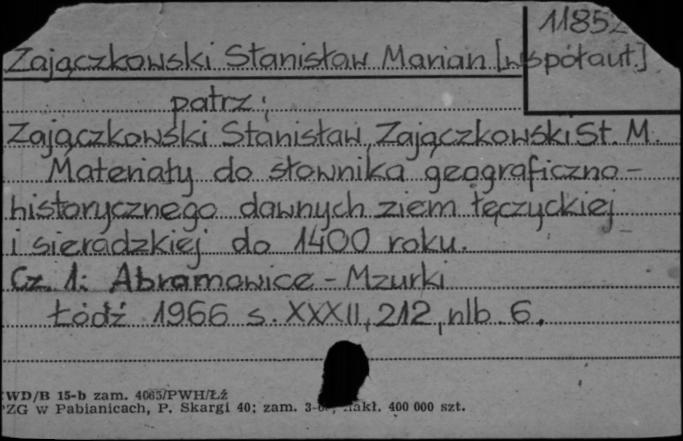 11852
Zajączkowski Stanisław Marian [współaut.]
patrz:
Zajączkowski Stanisław, Zajączkowski St. M.
Materiały do słownika geograficzno-
historycznego dawnych ziem łęczyckiej
i sieradzkiej do 1400 roku.
Cz. 1: Abramowice - Mzurki
Łódź 1966 s. XXXII, 212, nlb. 6.
WD/B 15-b zam. 4065/PWH/ŁŹ
PZG w Pabianicach, P. Skargi 40; zam. nakł. 400 000 szt.